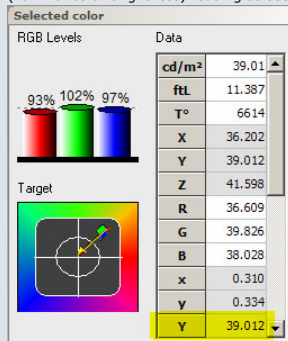 Selected color
RGB Levels
Data
93% 102% 97%
Target
cd/m² 39.01
ftL 11.387
T° 6614
X 36.202
Y 39.012
Z 41.598
R 36.609
G 39.826
B 38.028
x 0.310
y 0.334
Y 39.012